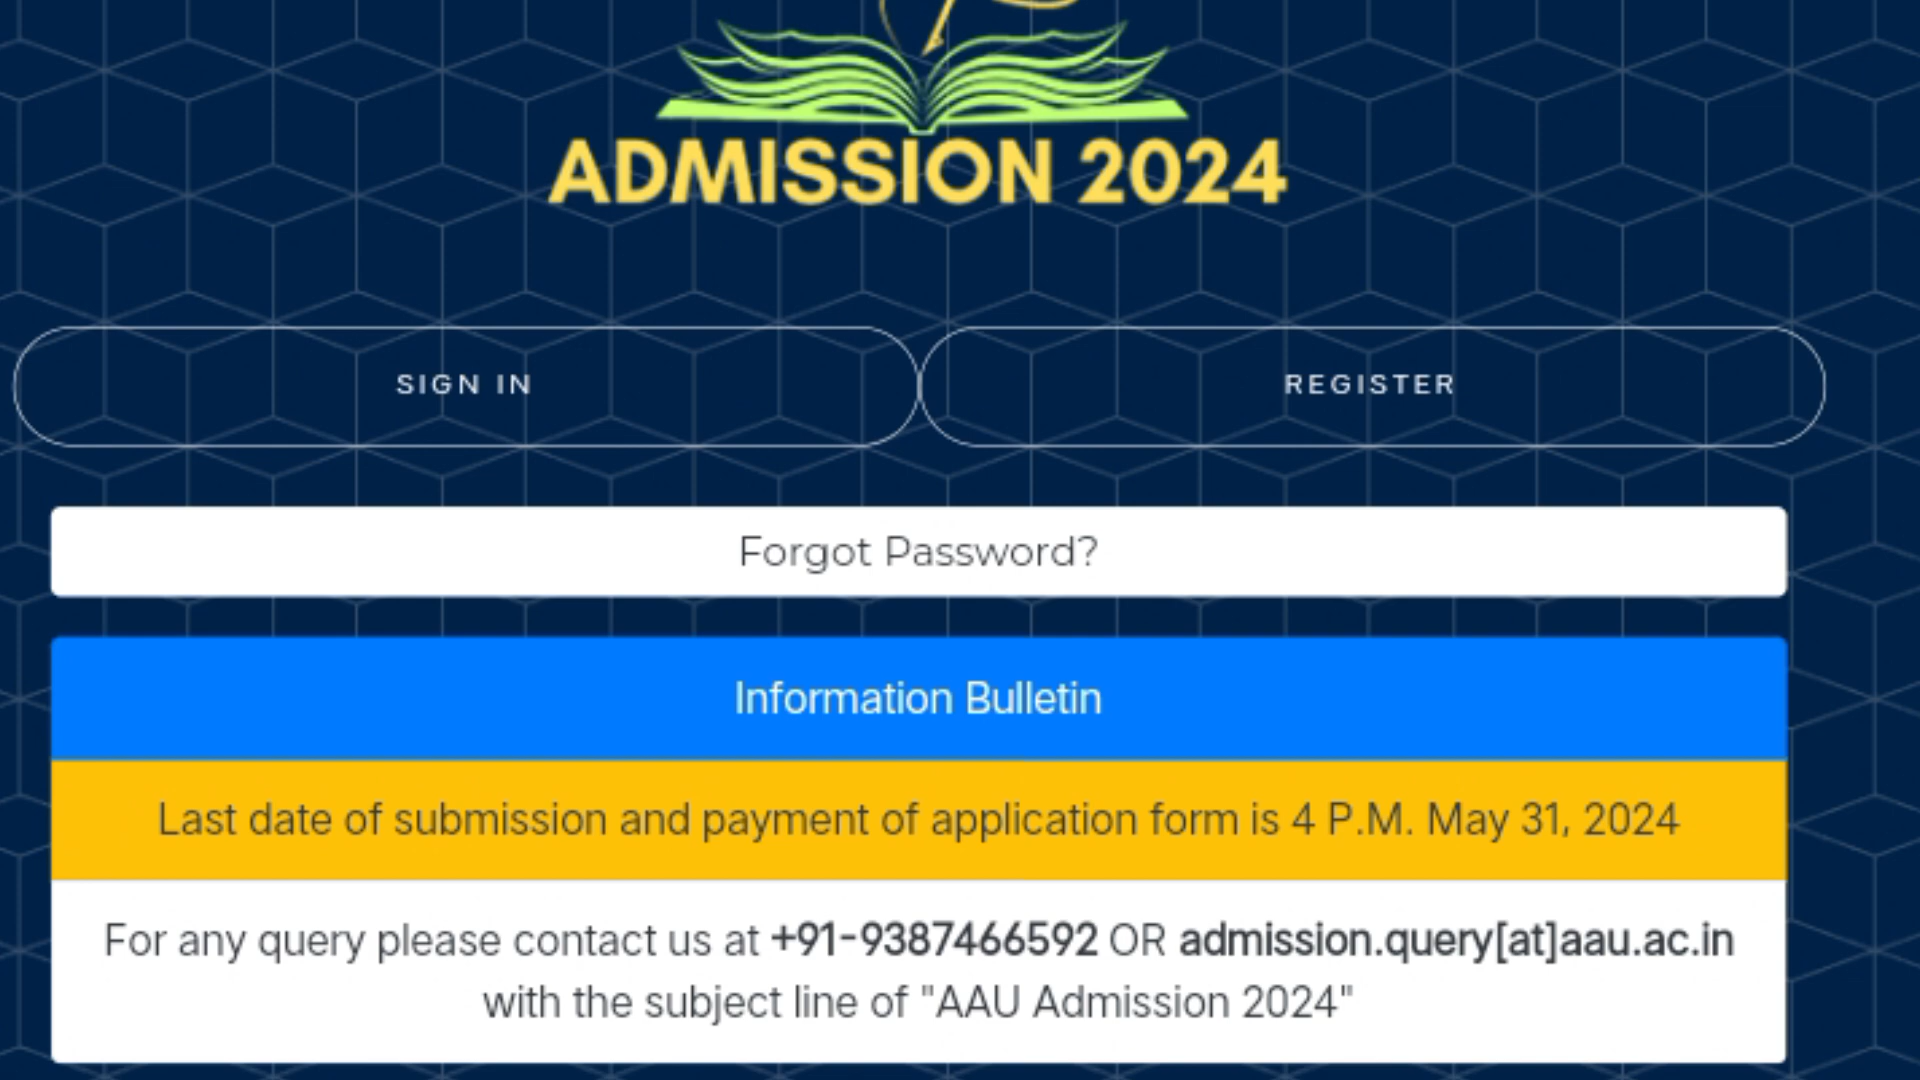 ADMISSION 2024
SIGN IN
REGISTER
Forgot Password?
Information Bulletin
Last date of submission and payment of application form is 4 P.M. May 31, 2024
For any query please contact us at +91-9387466592 OR admission.query[at]aau.ac.in
with the subject line of "AAU Admission 2024"